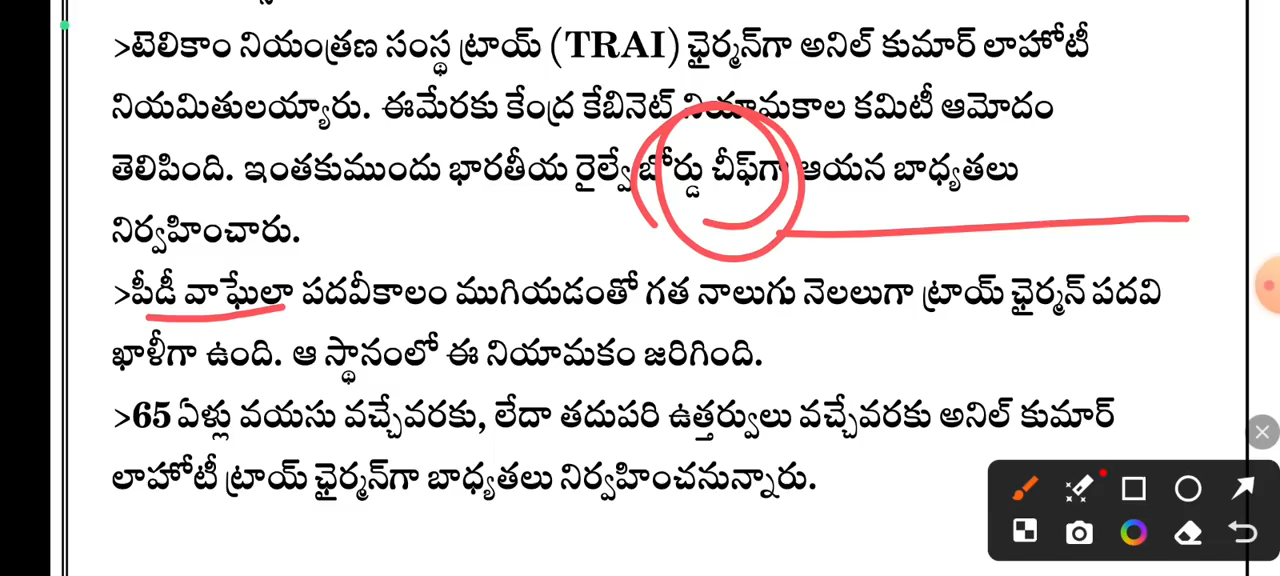 >టెలికాం నియంత్రణ సంస్థ ట్రాయ్ (TRAI) ఛైర్మన్‌గా అనిల్ కుమార్ లాహోటీ
నియమితులయ్యారు. ఈమేరకు కేంద్ర కేబినెట్ నియామకాల కమిటీ ఆమోదం
తెలిపింది. ఇంతకుముందు భారతీయ రైల్వే బోర్డు చీఫ్‌గా ఆయన బాధ్యతలు
నిర్వహించారు.
>పీడీ వాఘేలా పదవీకాలం ముగియడంతో గత నాలుగు నెలలుగా ట్రాయ్ ఛైర్మన్ పదవి
ఖాళీగా ఉంది. ఆ స్థానంలో ఈ నియామకం జరిగింది.
>65 ఏళ్లు వయసు వచ్చేవరకు, లేదా తదుపరి ఉత్తర్వులు వచ్చేవరకు అనిల్ కుమార్
లాహోటీ ట్రాయ్ ఛైర్మన్‌గా బాధ్యతలు నిర్వహించనున్నారు.